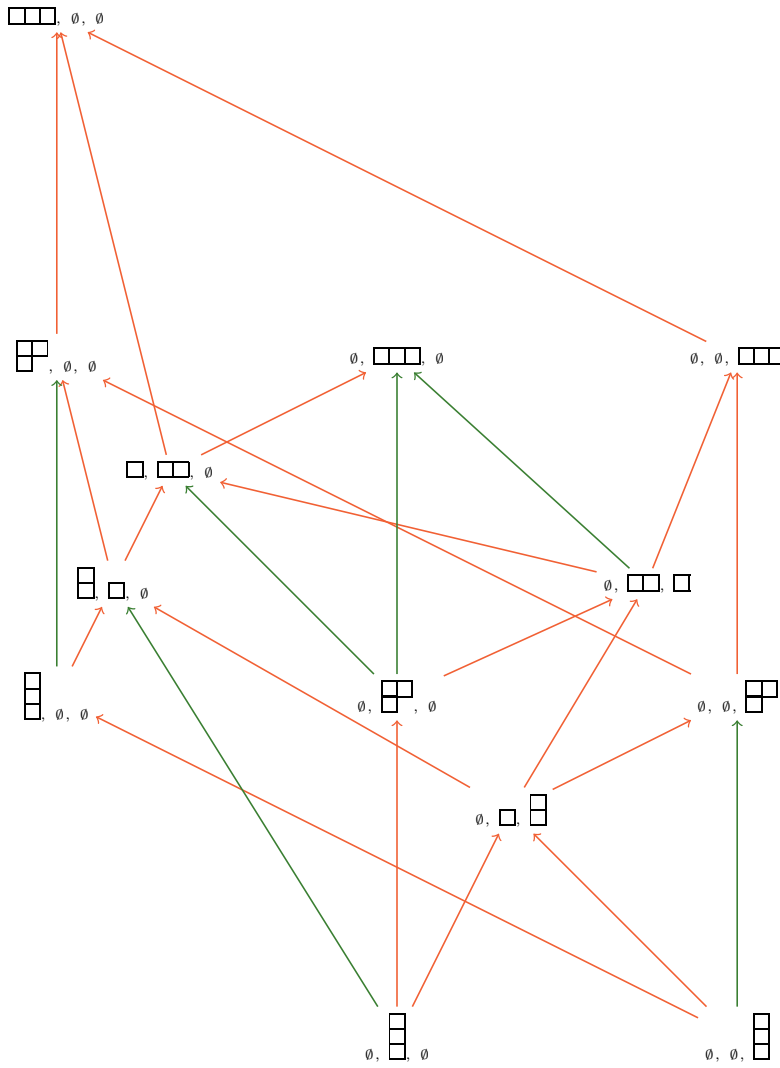 , ∅, ∅
, ∅, ∅
∅, , ∅
∅, ∅,
, , ∅
, , ∅
∅, ,
, ∅, ∅
∅, , ∅
∅, ∅,
∅, ,
∅, , ∅
∅, ∅,